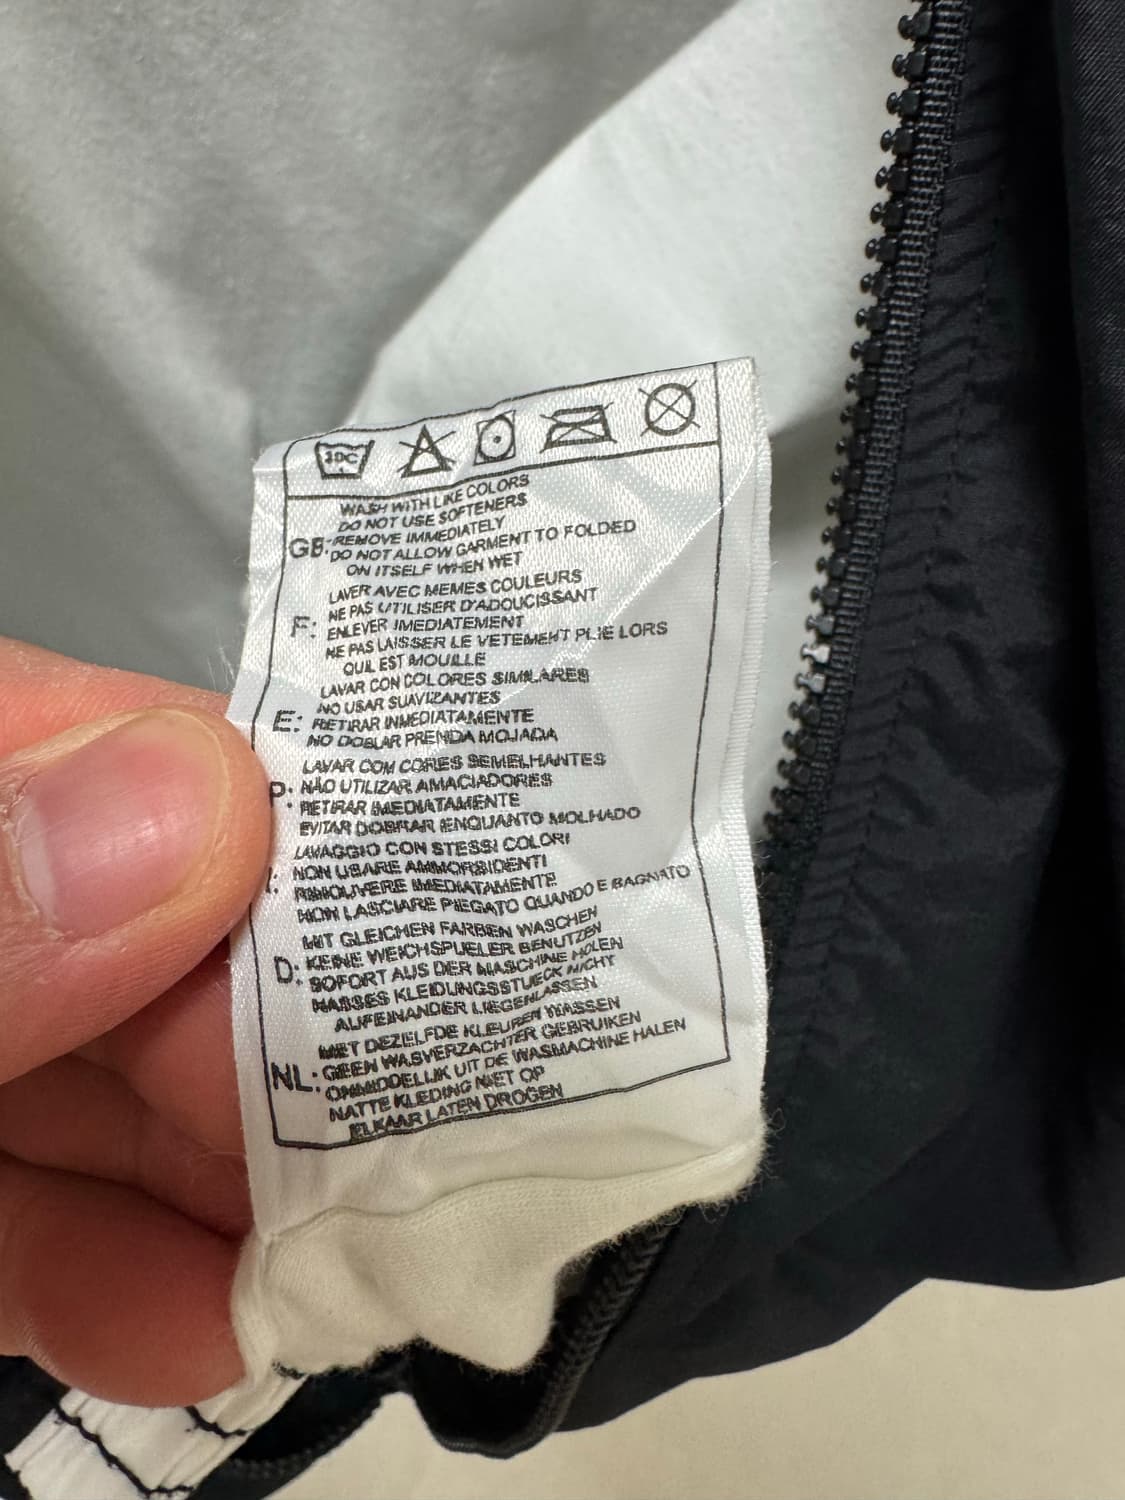 30C
WASH WITH LIKE COLORS
DO NOT USE SOFTENERS
GB: REMOVE IMMEDIATELY
DO NOT ALLOW GARMENT TO FOLDED
ON ITSELF WHEN WET
LAVER AVEC MEMES COULEURS
NE PAS UTILISER D'ADOUCISSANT
F: ENLEVER IMEDIATEMENT
NE PAS LAISSER LE VETEMENT PLIE LORS
QUIL EST MOUILLE
LAVAR CON COLORES SIMILARES
NO USAR SUAVIZANTES
E: RETIRAR INMEDIATAMENTE
NO DOBLAR PRENDA MOJADA
LAVAR COM CORES SEMELHANTES
P: NÃO UTILIZAR AMACIADORES
RETIRAR IMEDIATAMENTE
EVITAR DOBRAR ENQUANTO MOLHADO
LAVAGGIO CON STESSI COLORI
I: NON USARE AMMORBIDENTI
RIMOUVERE IMEDIATAMENTE
NON LASCIARE PIEGATO QUANDO E BAGNATO
MIT GLEICHEN FARBEN WASCHEN
D: KEINE WEICHSPUELER BENUTZEN
SOFORT AUS DER MASCHINE HOLEN
NASSES KLEIDUNGSSTUECK NICHT
AUFEINANDER LIEGENLASSEN
MET DEZELFDE KLEUREN WASSEN
NL: GEEN WASVERZACHTER GEBRUIKEN
ONMIDDELIJK UIT DE WASMACHINE HALEN
NATTE KLEDING NIET OP
ELKAAR LATEN DROGEN